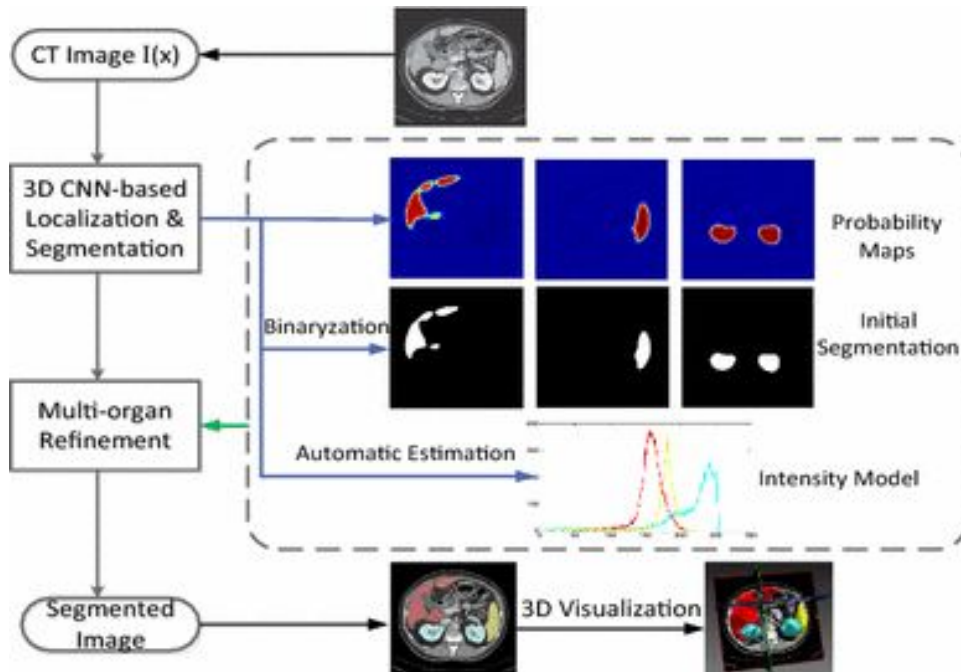 CT Image I(x)
3D CNN-based
Localization &
Segmentation
Probability
Maps
Binaryzation
Initial
Segmentation
Multi-organ
Refinement
Automatic Estimation
Intensity Model
Segmented
Image
3D Visualization